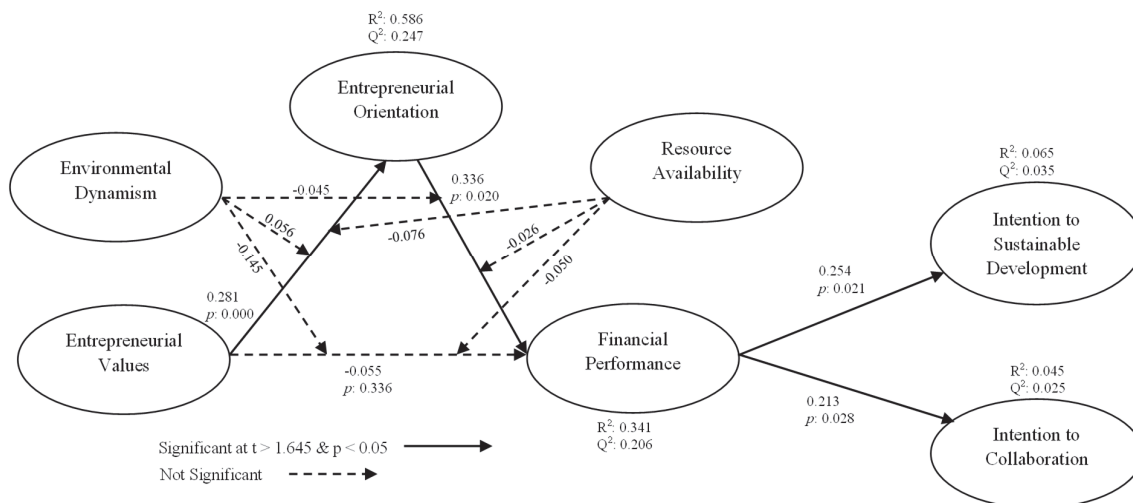 R²: 0.586
Q²: 0.247
Entrepreneurial
Orientation
Environmental
Dynamism
Resource
Availability
R²: 0.065
Q²: 0.035
-0.045
0.336
p: 0.020
0.056
-0.076
-0.026
-0.145
-0.050
Intention to
Sustainable
Development
0.254
p: 0.021
0.281
p: 0.000
Entrepreneurial
Values
Financial
Performance
-0.055
p: 0.336
R²: 0.045
Q²: 0.025
0.213
p: 0.028
R²: 0.341
Q²: 0.206
Intention to
Collaboration
Significant at t > 1.645 & p < 0.05
Not Significant